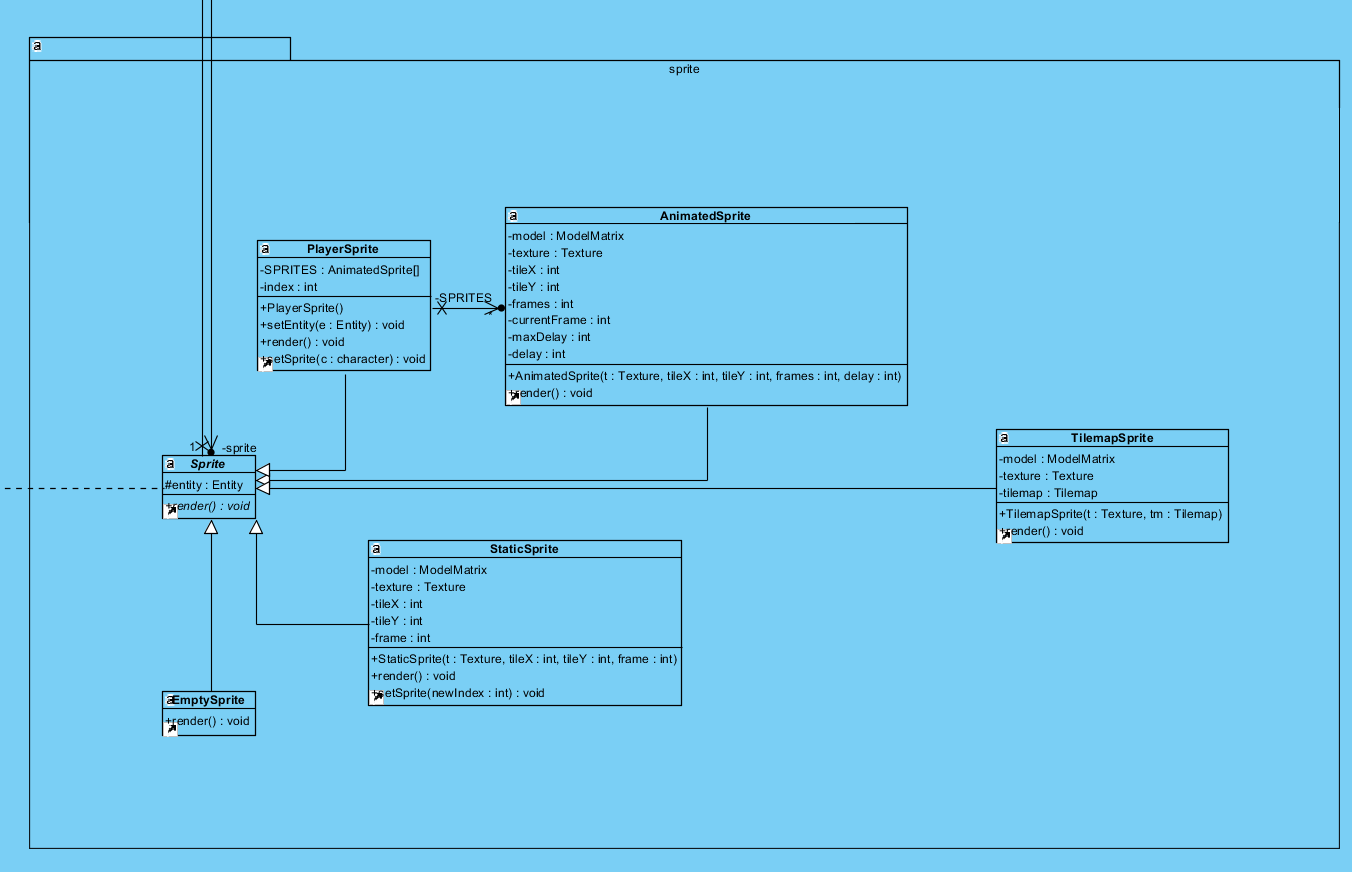 a
sprite
a
PlayerSprite
-SPRITES : AnimatedSprite[]
-index : int
+PlayerSprite()
+setEntity(e : Entity) : void
+render() : void
+setSprite(c : character) : void
-SPRITES
a
AnimatedSprite
-model : ModelMatrix
-texture : Texture
-tileX : int
-tileY : int
-frames : int
-currentFrame : int
-maxDelay : int
-delay : int
+AnimatedSprite(t : Texture, tileX : int, tileY : int, frames : int, delay : int)
+render() : void
1
-sprite
a
Sprite
#entity : Entity
+render() : void
a
TilemapSprite
-model : ModelMatrix
-texture : Texture
-tilemap : Tilemap
+TilemapSprite(t : Texture, tm : Tilemap)
+render() : void
a
StaticSprite
-model : ModelMatrix
-texture : Texture
-tileX : int
-tileY : int
-frame : int
+StaticSprite(t : Texture, tileX : int, tileY : int, frame : int)
+render() : void
+setSprite(newIndex : int) : void
a
EmptySprite
+render() : void